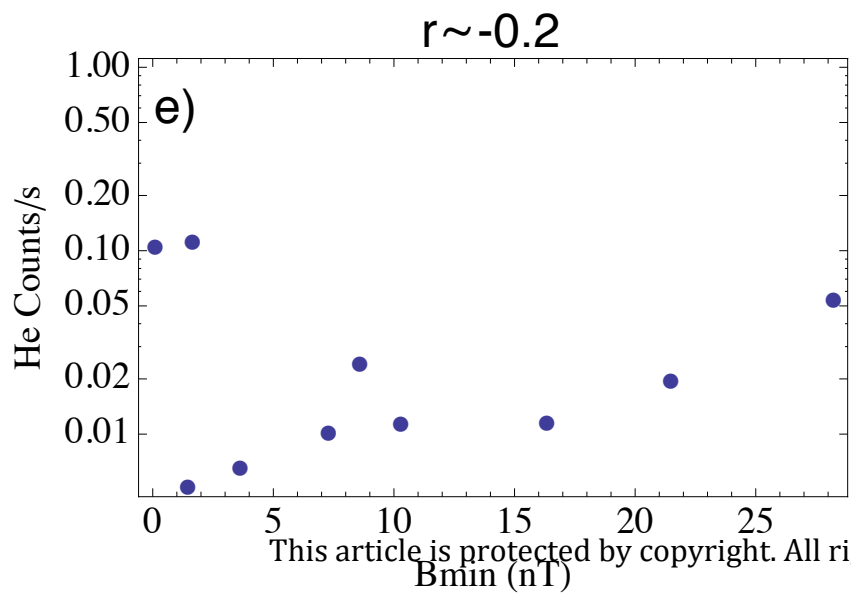 r~-0.2
1.00
e)
0.50
0.20
0.10
0.05
0.02
0.01
He Counts/s
0 5 10 15 20 25
This article is protected by copyright. All ri
Bmin (nT)